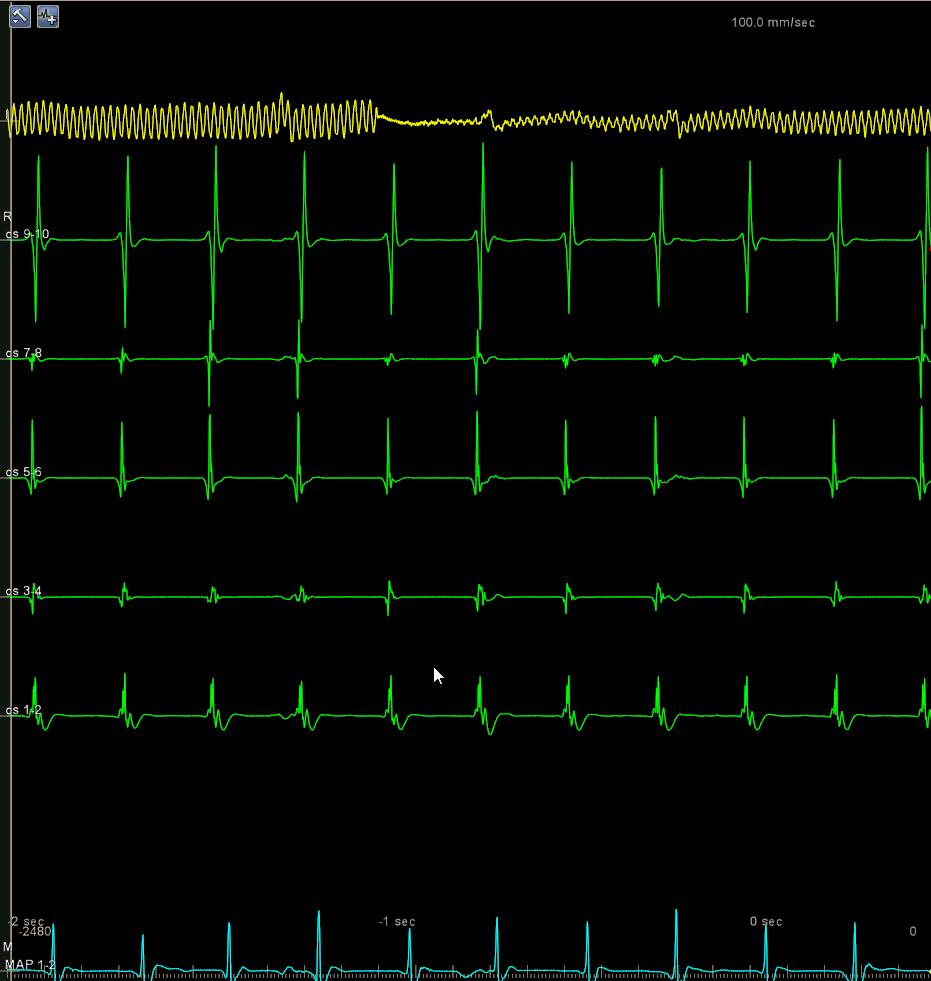 100.0 mm/sec
I
R
cs 9-10
cs 7-8
cs 5-6
cs 3-4
cs 1-2
-2 sec
-1 sec
0 sec
-2480
0
M
MAP 1-2